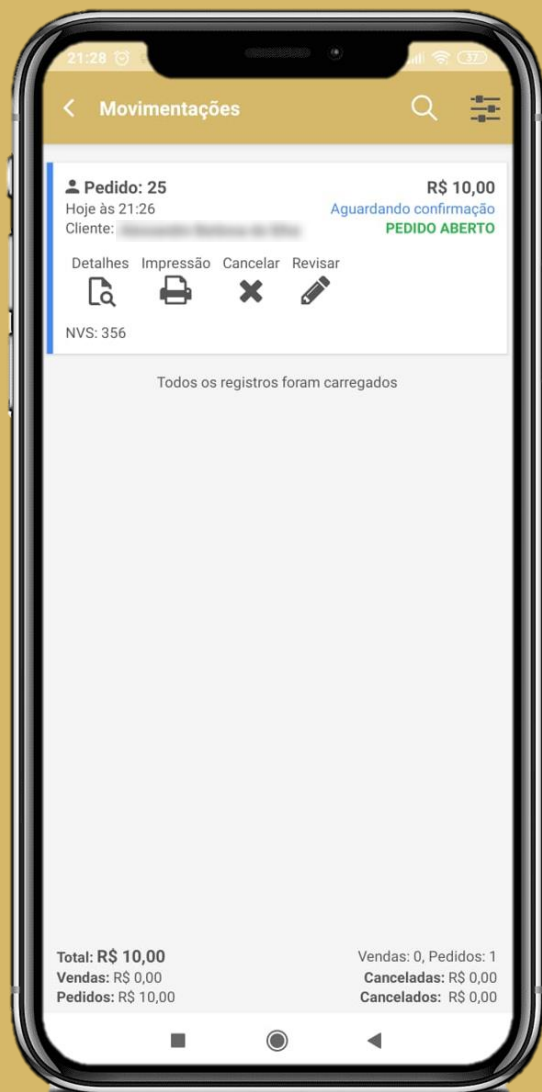 21:28
37
Movimentações
Pedido: 25 R$ 10,00
Hoje às 21:26 Aguardando confirmação
Cliente: PEDIDO ABERTO
Detalhes Impressão Cancelar Revisar
NVS: 356
Todos os registros foram carregados
Total: R$ 10,00 Vendas: 0, Pedidos: 1
Vendas: R$ 0,00 Canceladas: R$ 0,00
Pedidos: R$ 10,00 Cancelados: R$ 0,00